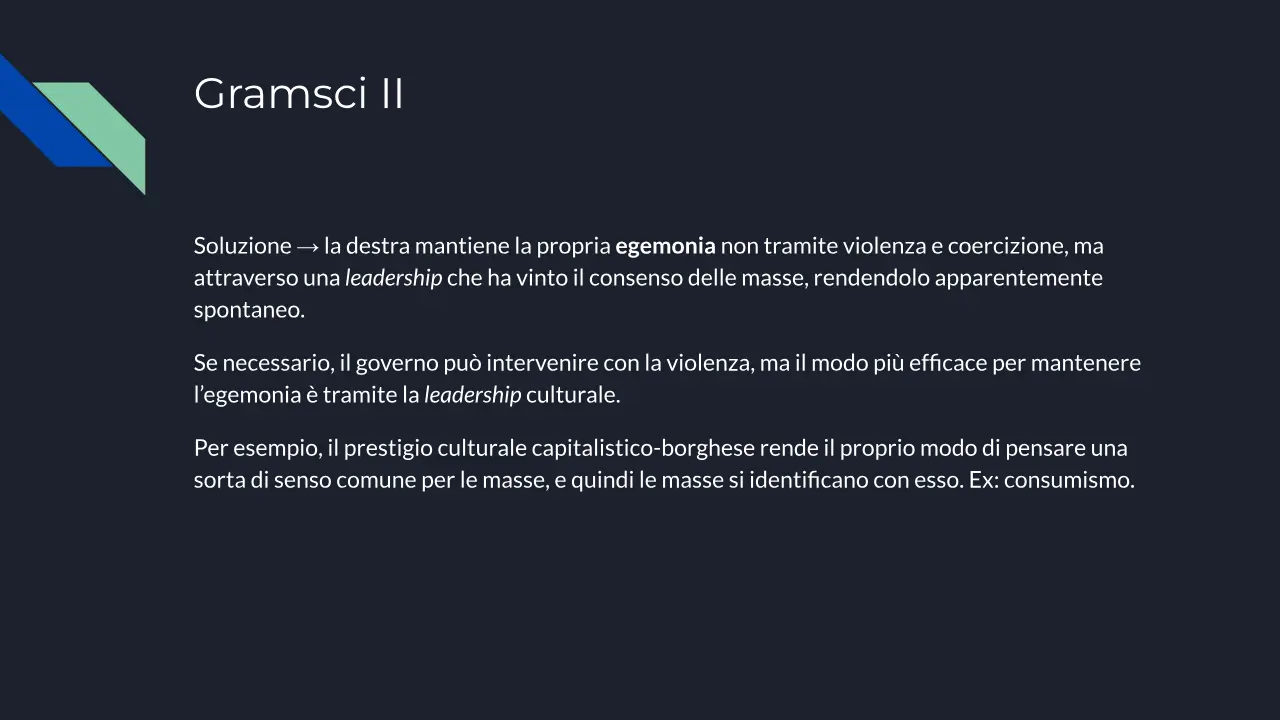 Gramsci II
Soluzione → la destra mantiene la propria egemonia non tramite violenza e coercizione, ma
attraverso una leadership che ha vinto il consenso delle masse, rendendolo apparentemente
spontaneo.
Se necessario, il governo può intervenire con la violenza, ma il modo più efficace per mantenere
l’egemonia è tramite la leadership culturale.
Per esempio, il prestigio culturale capitalistico-borghese rende il proprio modo di pensare una
sorta di senso comune per le masse, e quindi le masse si identificano con esso. Ex: consumismo.